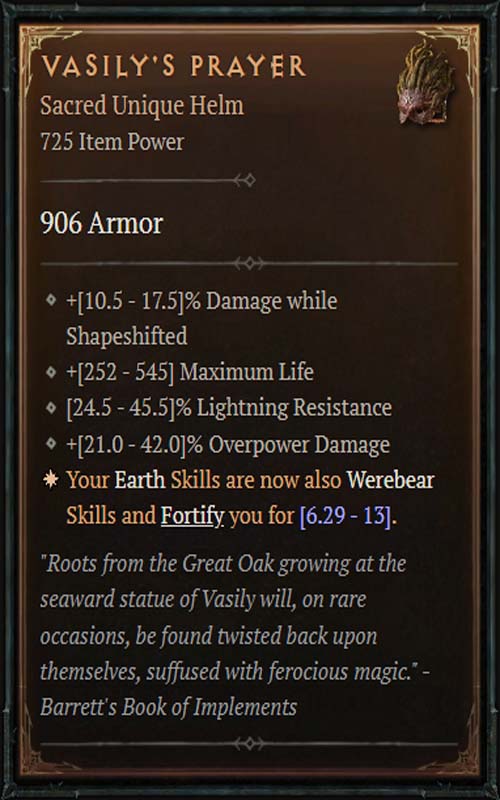 VASILY'S PRAYER
Sacred Unique Helm
725 Item Power
906 Armor
+[10.5 - 17.5]% Damage while
Shapeshifted
+[252 - 545] Maximum Life
[24.5 - 45.5]% Lightning Resistance
+[21.0 - 42.0]% Overpower Damage
Your Earth Skills are now also Werebear
Skills and Fortify you for [6.29 - 13].
"Roots from the Great Oak growing at the
seaward statue of Vasily will, on rare
occasions, be found twisted back upon
themselves, suffused with ferocious magic." -
Barrett's Book of Implements